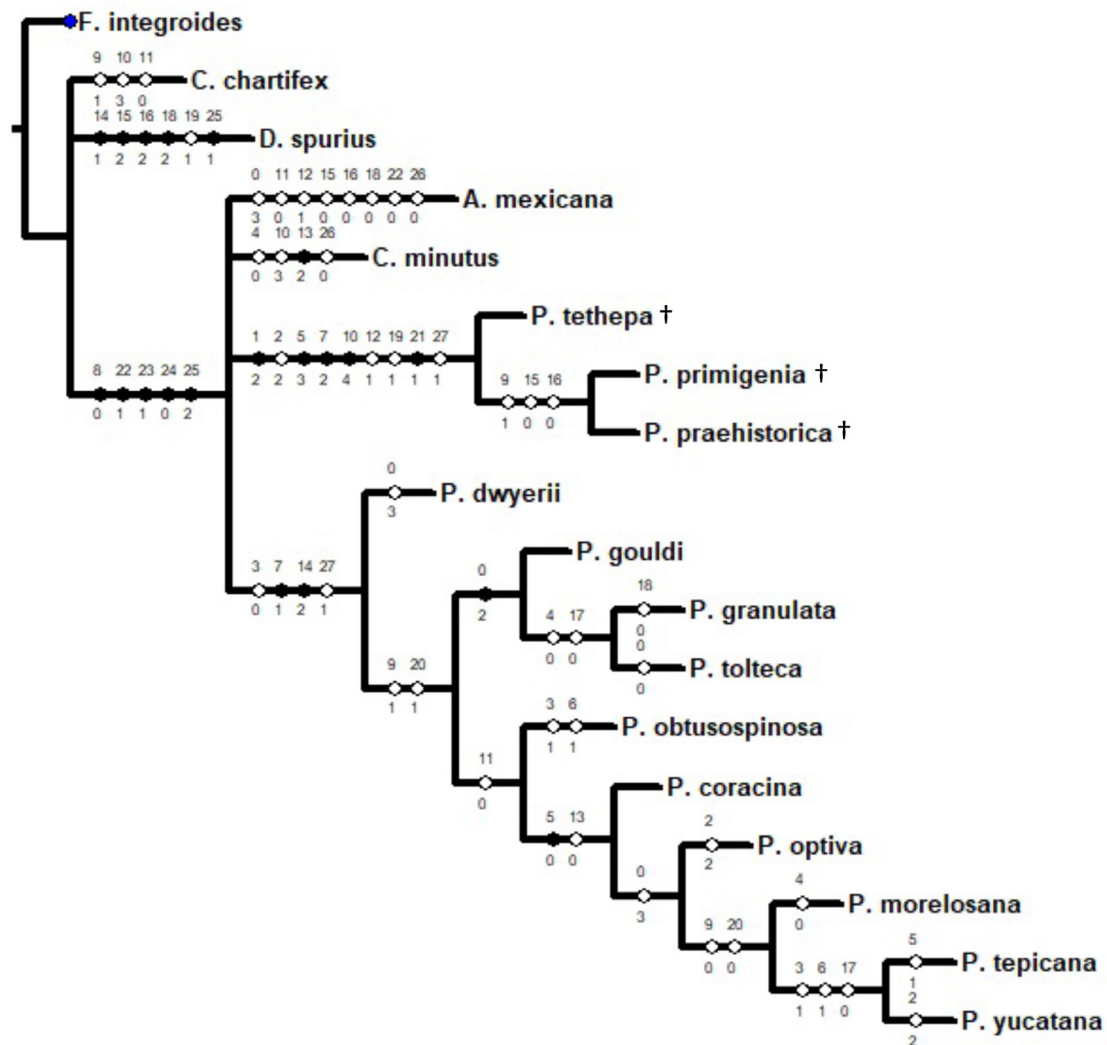 F. integroides
9 10 11
C. chartifex
1 3 0
14 15 16 18 19 25
D. spurius
1 2 2 2 1 1
0 11 12 15 16 18 22 26
A. mexicana
3 0 1 0 0 0 0 0
4 10 13 26
C. minutus
0 3 2 0
P. tethepa †
1 2 5 7 10 12 19 21 27
2 2 3 2 4 1 1 1 1
P. primigenia †
9 15 16
1 0 0
8 22 23 24 25
0 1 1 0 2
P. praehistorica †
0
P. dwyerii
3
P. gouldi
3 7 14 27
0 1 2 1
0
2
18
P. granulata
0
4 17
0 0
0
P. tolteca
0
9 20
1 1
3 6
P. obtusospinosa
1 1
11
0
P. coracina
5 13
0 0
2
P. optiva
2
0
3
4
P. morelosana
0
9 20
0 0
5
P. tepicana
1
3 6 17
1 1 0
2
P. yucatana
2